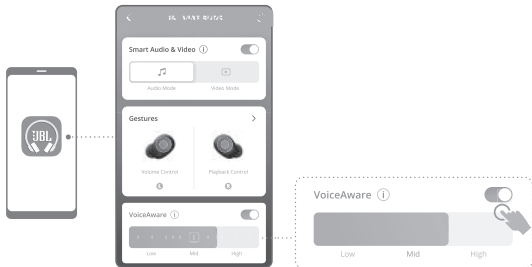 JBL
Smart Audio & Video
Audio Mode
Video Mode
Gestures
Volume Control
Playback Control
L
R
VoiceAware
Low
Mid
High
VoiceAware
Low
Mid
High